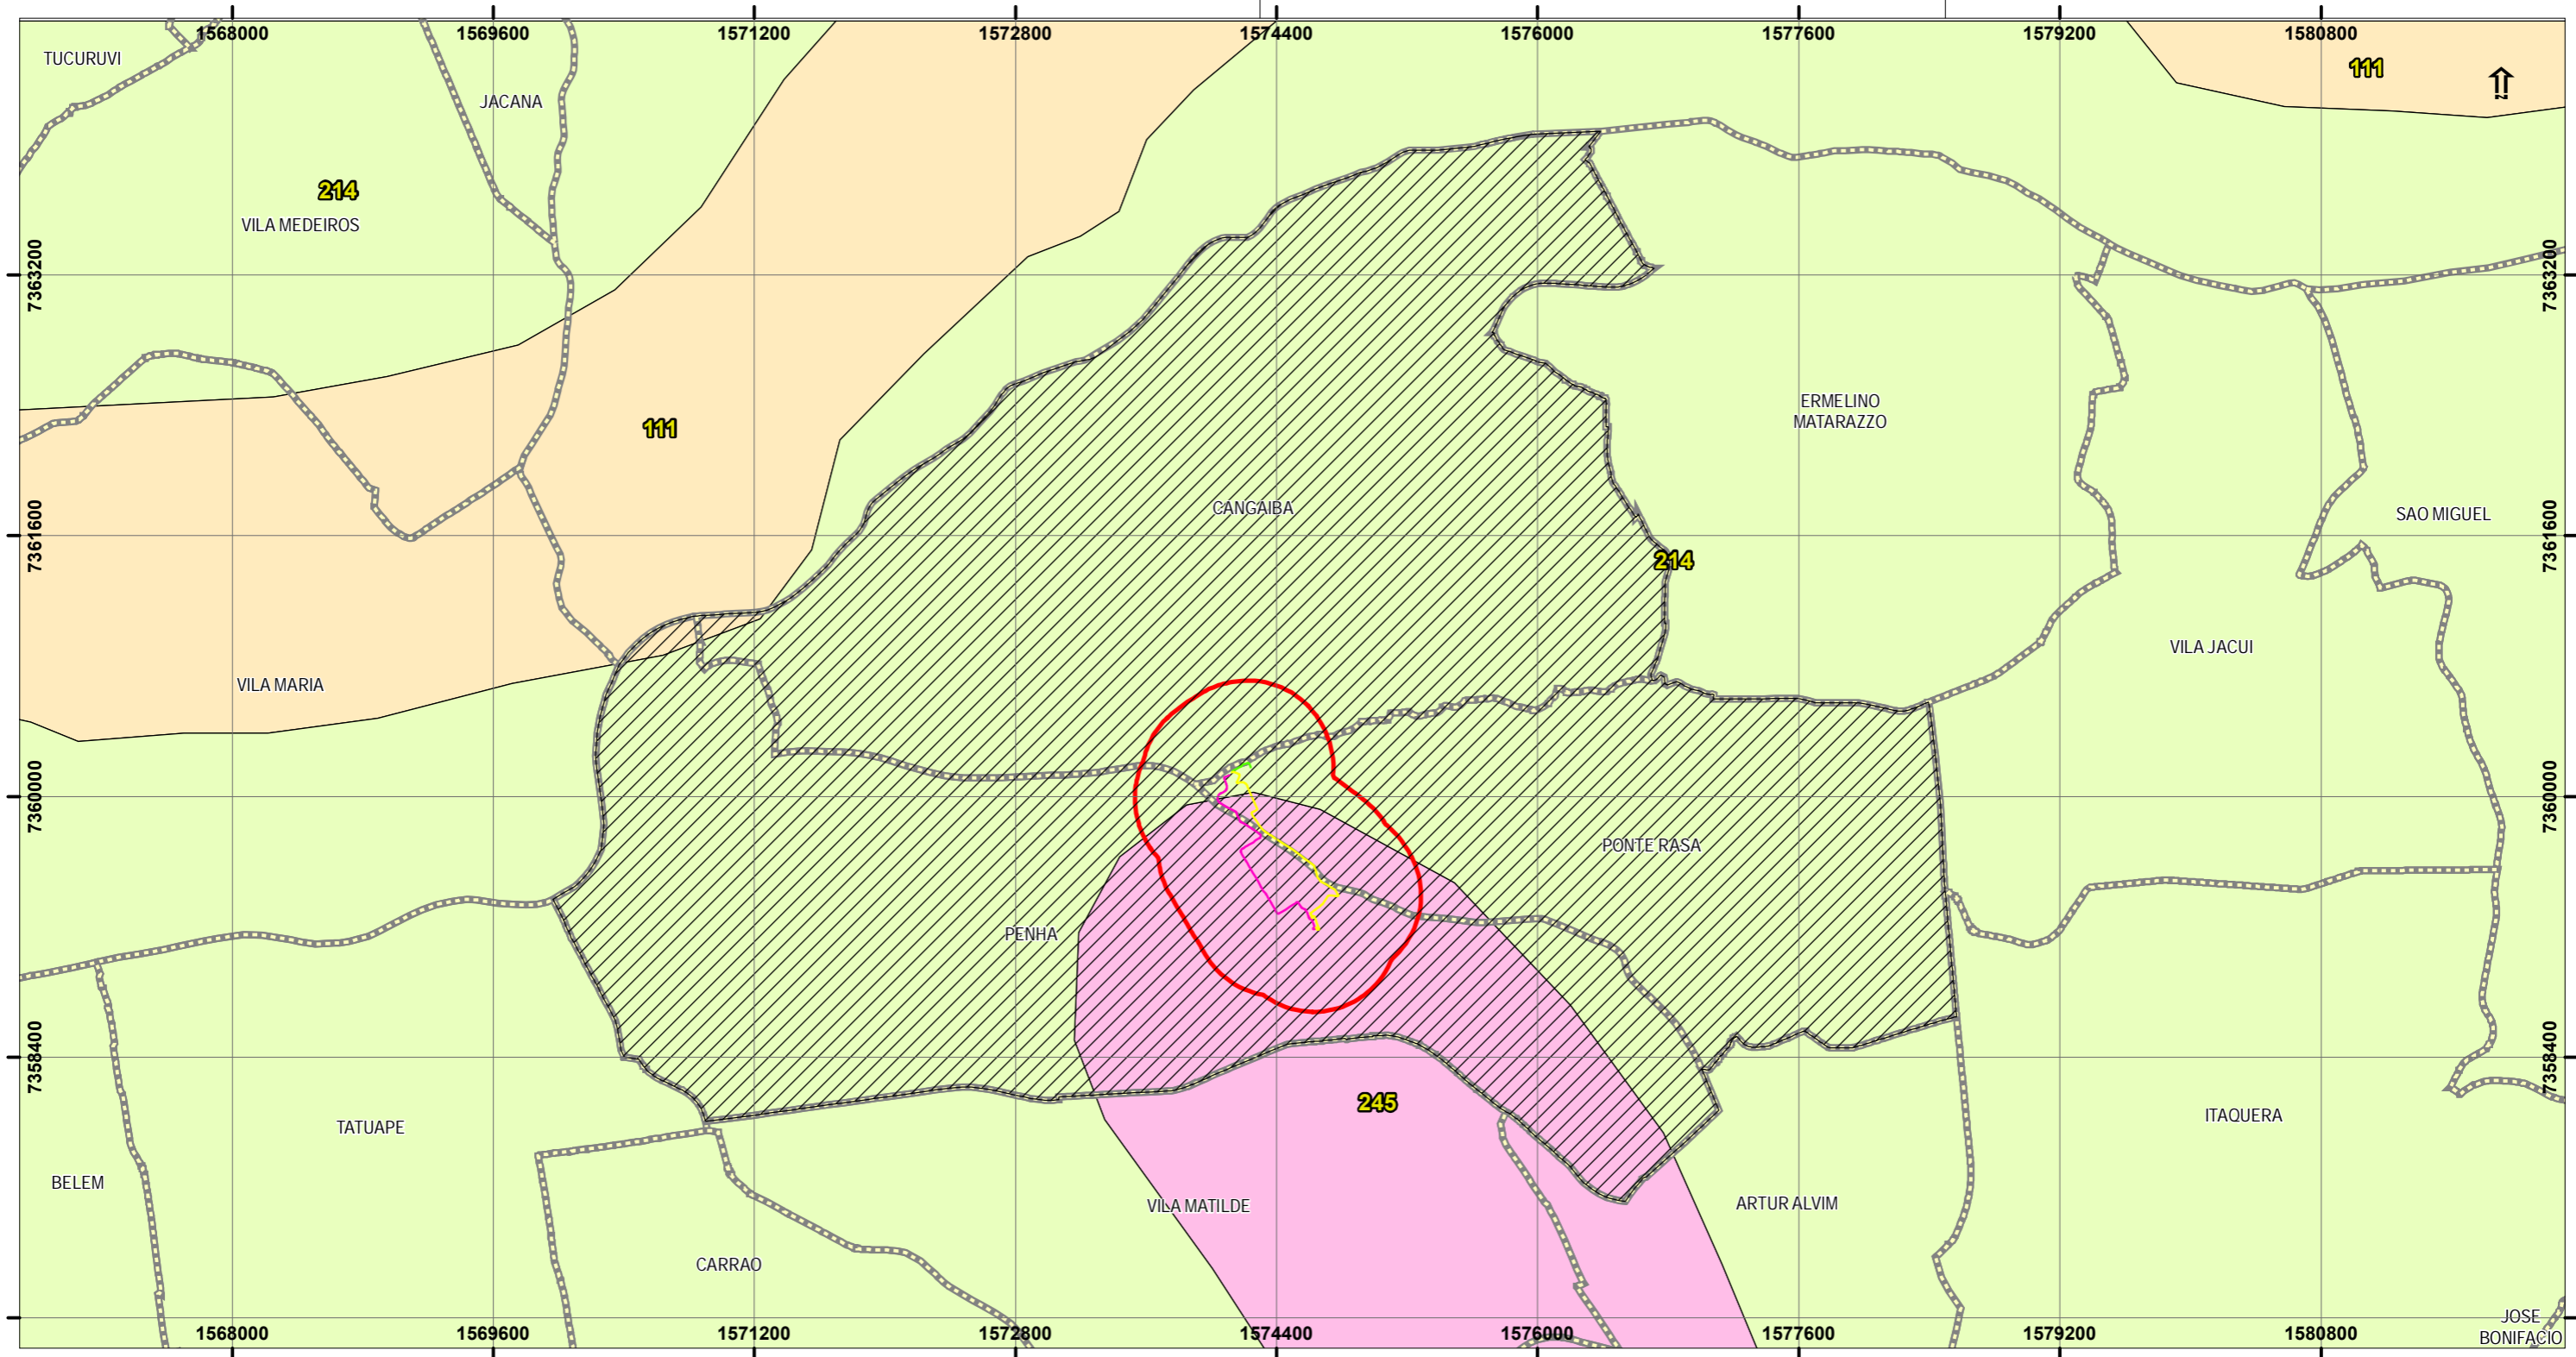 1568000 1569600 1571200 1572800 1574400 1576000 1577600 1579200 1580800
TUCURUVI
111
JACANA
214
VILA MEDEIROS
7363200
7363200
ERMELINO
MATARAZZO
111
CANGAIBA
SAO MIGUEL
7361600
7361600
214
VILA JACUI
VILA MARIA
7360000
7360000
PONTE RASA
PENHA
7358400
7358400
245
ITAQUERA
TATUAPE
BELEM
ARTUR ALVIM
VILA MATILDE
CARRAO
JOSE
BONIFACIO
1568000 1569600 1571200 1572800 1574400 1576000 1577600 1579200 1580800